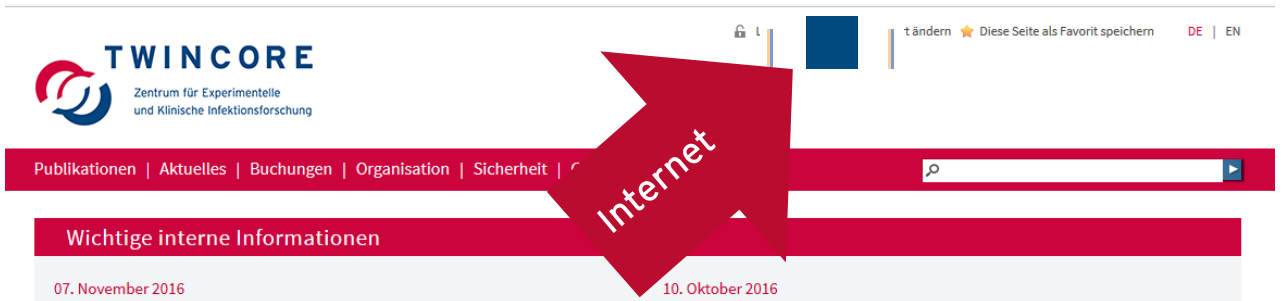 TWINCORE
Zentrum für Experimentelle
und Klinische Infektionsforschung
t ändern Diese Seite als Favorit speichern DE | EN
Publikationen | Aktuelles | Buchungen | Organisation | Sicherheit |
Internet
Wichtige interne Informationen
07. November 2016
10. Oktober 2016